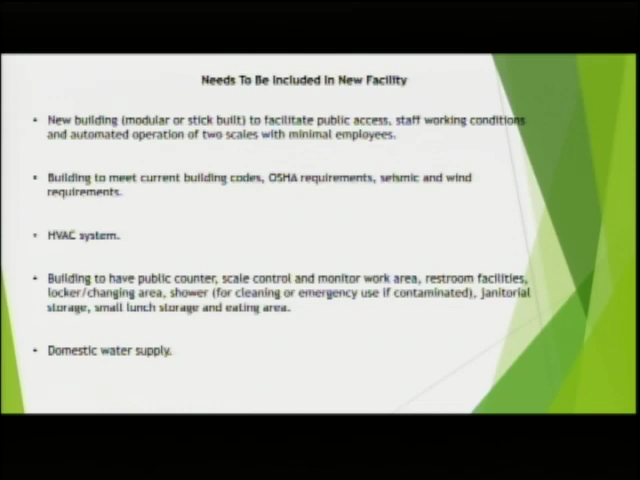 Needs To Be Included In New Facility
• New building (modular or stick built) to facilitate public access, staff working conditions
and automated operation of two scales with minimal employees.
• Building to meet current building codes, OSHA requirements, seismic and wind
requirements.
• HVAC system.
• Building to have public counter, scale control and monitor work area, restroom facilities,
locker/changing area, shower (for cleaning or emergency use if contaminated), janitorial
storage, small lunch storage and eating area.
• Domestic water supply.